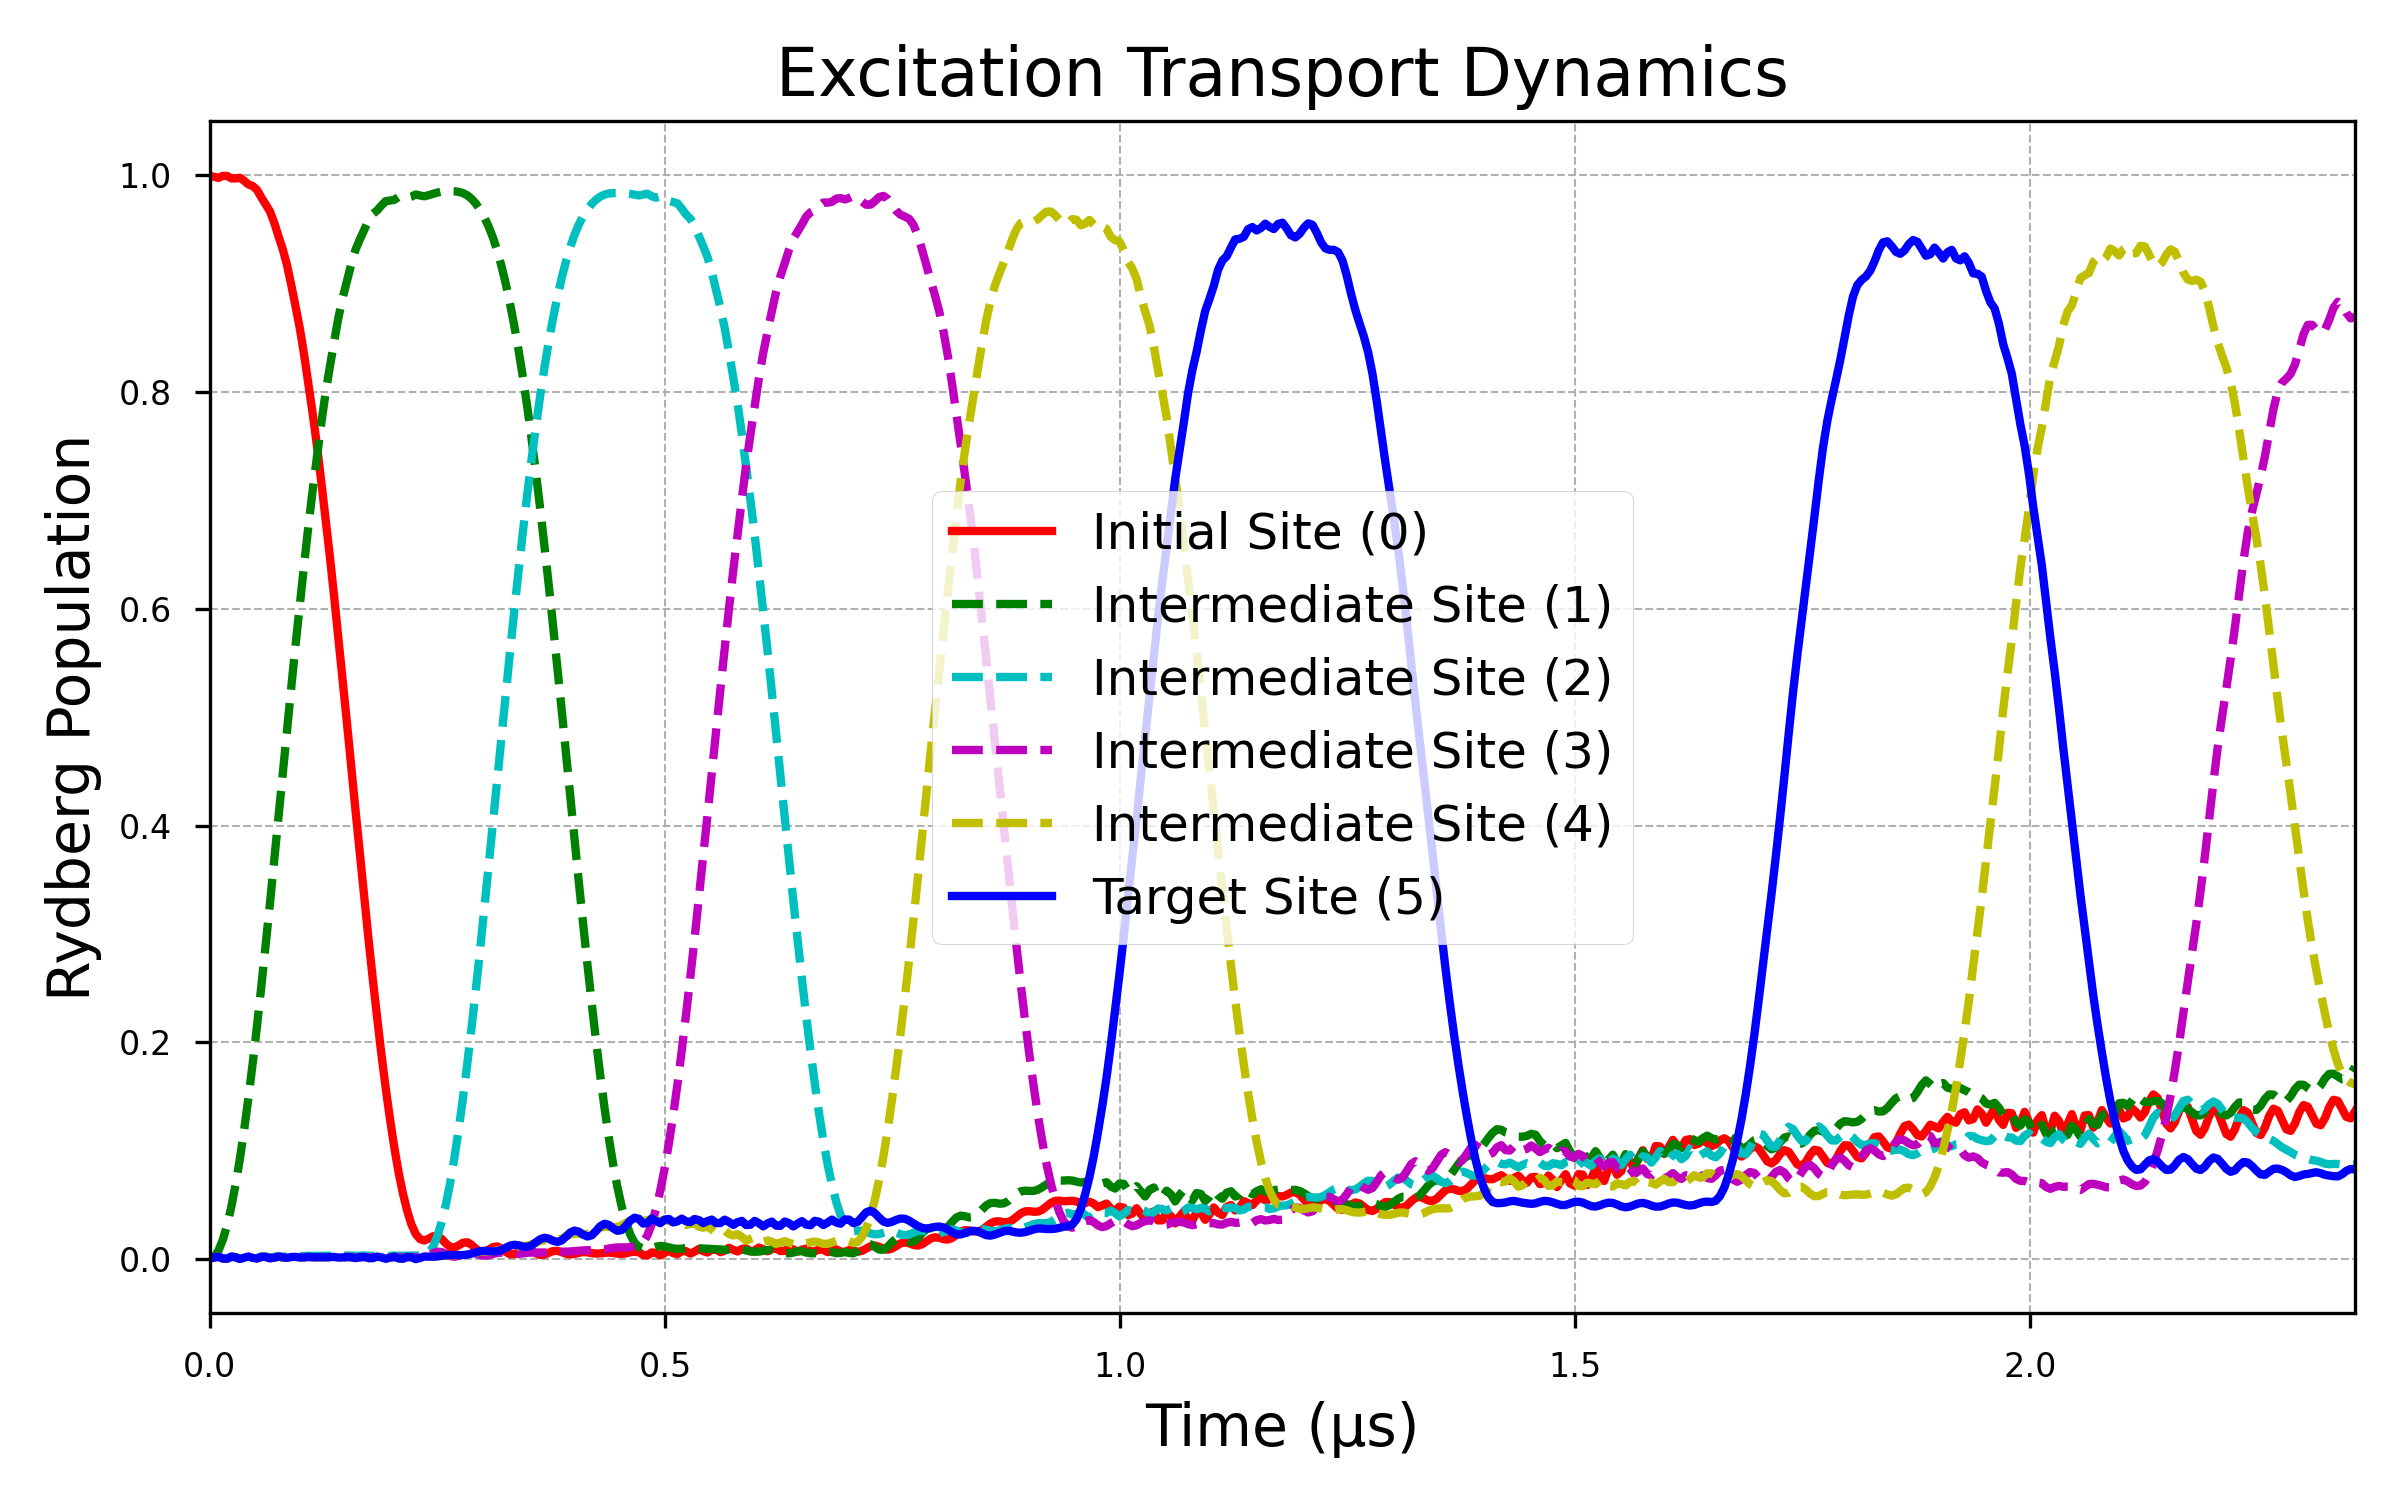 Excitation Transport Dynamics
Rydberg Population
1.0
0.8
0.6
0.4
0.2
0.0
Initial Site (0)
Intermediate Site (1)
Intermediate Site (2)
Intermediate Site (3)
Intermediate Site (4)
Target Site (5)
0.0 0.5 1.0 1.5 2.0
Time (μs)